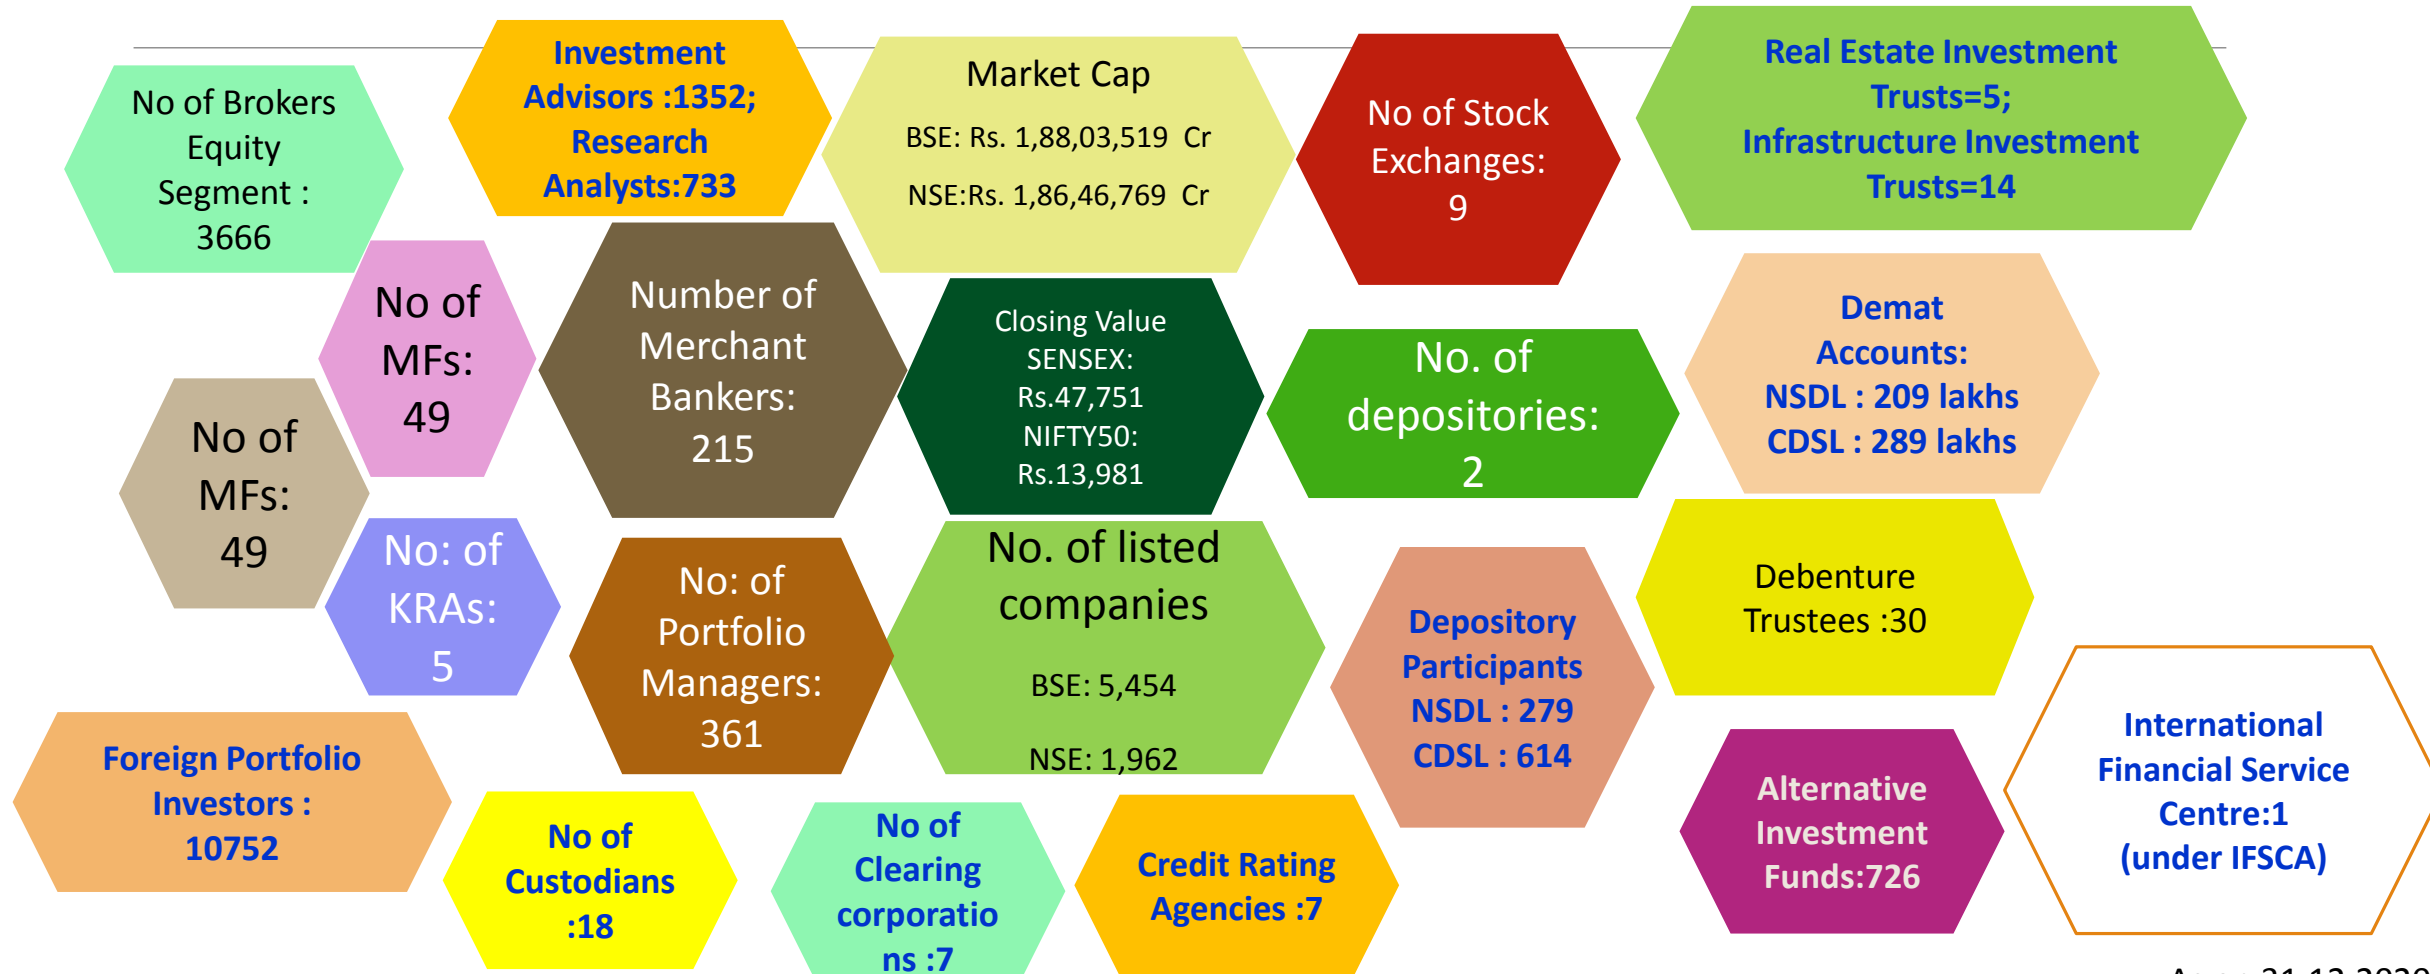 No of Brokers
Equity
Segment :
3666
Investment
Advisors :1352;
Research
Analysts:733
Market Cap
BSE: Rs. 1,88,03,519 Cr
NSE:Rs. 1,86,46,769 Cr
No of Stock
Exchanges:
9
Real Estate Investment
Trusts=5;
Infrastructure Investment
Trusts=14
No of
MFs:
49
Number of
Merchant
Bankers:
215
Closing Value
SENSEX:
Rs.47,751
NIFTY50:
Rs.13,981
No. of
depositories:
2
Demat
Accounts:
NSDL : 209 lakhs
CDSL : 289 lakhs
No of
MFs:
49
No: of
KRAs:
5
No: of
Portfolio
Managers:
361
No. of listed
companies
BSE: 5,454
NSE: 1,962
Depository
Participants
NSDL : 279
CDSL : 614
Debenture
Trustees :30
Foreign Portfolio
Investors :
10752
No of
Custodians
:18
No of
Clearing
corporatio
ns :7
Credit Rating
Agencies :7
Alternative
Investment
Funds:726
International
Financial Service
Centre:1
(under IFSCA)
As on 31-12-2020